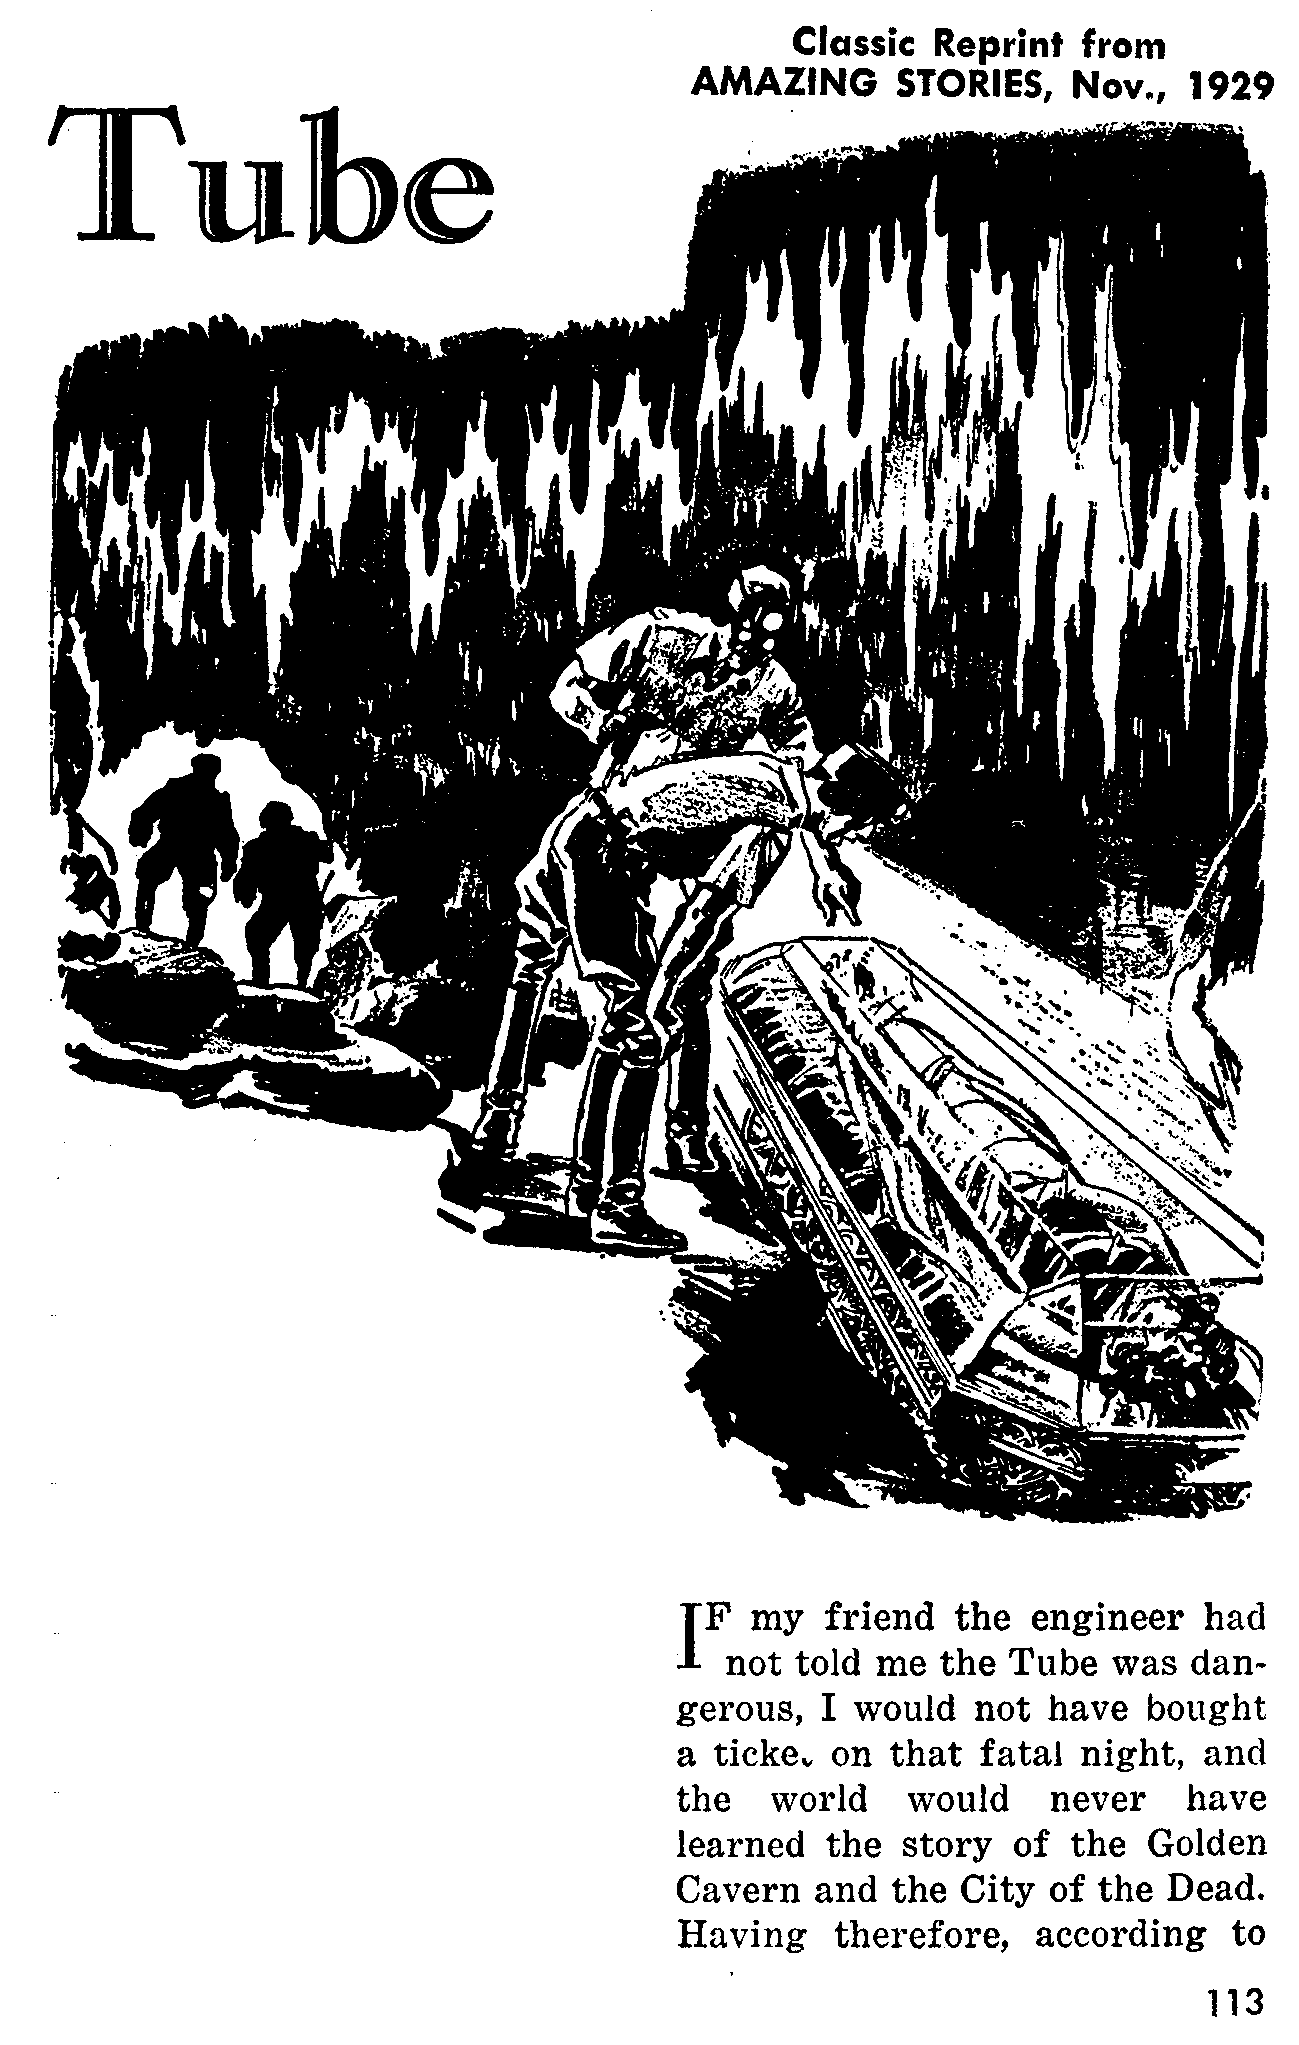 Classic Reprint from
AMAZING STORIES, Nov., 1929
Tube
IF my friend the engineer had
not told me the Tube was dan-
gerous, I would not have bought
a ticket on that fatal night, and
the world would never have
learned the story of the Golden
Cavern and the City of the Dead.
Having therefore, according to
113